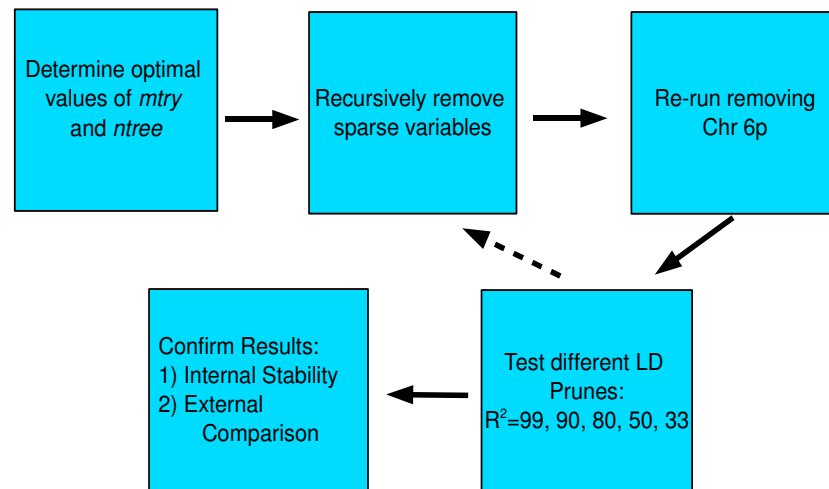 Determine optimal
values of mtry
and ntree
Recursively remove
sparse variables
Re-run removing
Chr 6p
Confirm Results:
1) Internal Stability
2) External
Comparison
Test different LD
Prunes:
R²=99, 90, 80, 50, 33